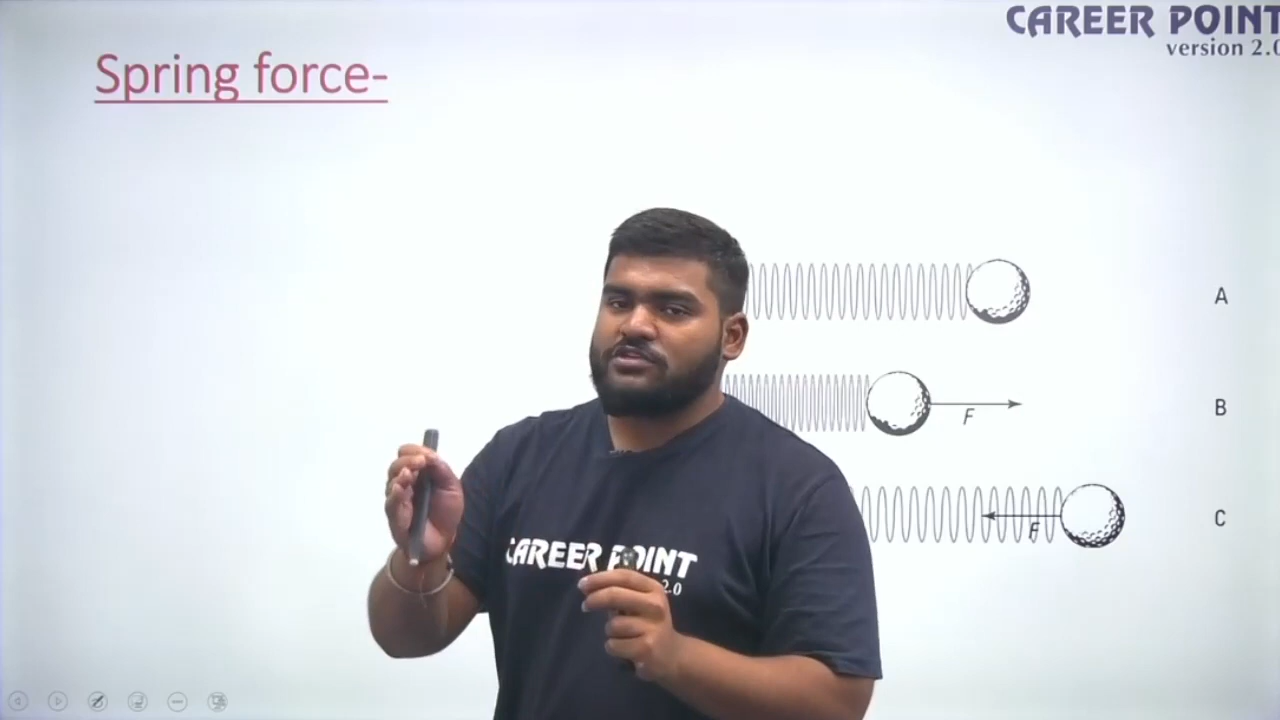 CAREER POINT
version 2.0
Spring force-
A
F
B
F
C
CAREER POINT
2.0